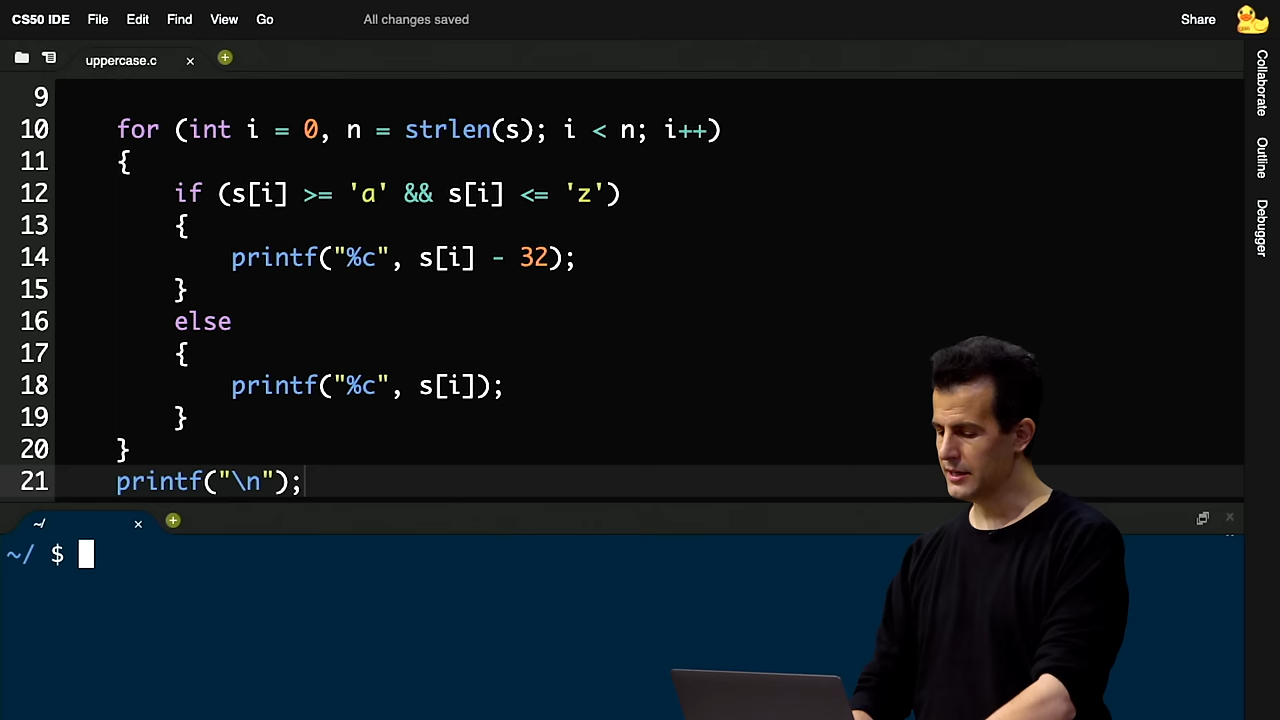 CS50 IDE File Edit Find View Go All changes saved Share
uppercase.c
Collaborate
Outline
Debugger
9
10 for (int i = 0, n = strlen(s); i < n; i++)
11 {
12 if (s[i] >= 'a' && s[i] <= 'z')
13 {
14 printf("%c", s[i] - 32);
15 }
16 else
17 {
18 printf("%c", s[i]);
19 }
20 }
21 printf("\n");
~/
~/ $